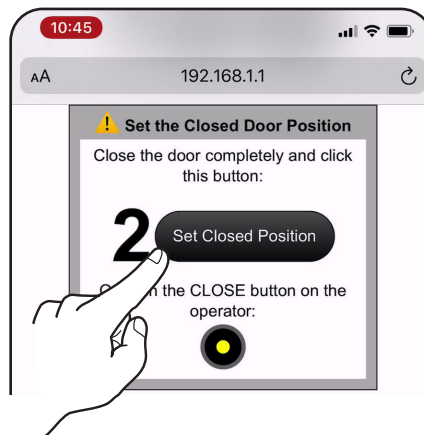 10:45
AA 192.168.1.1
Set the Closed Door Position
Close the door completely and click
this button:
2 Set Closed Position
the CLOSE button on the
operator: